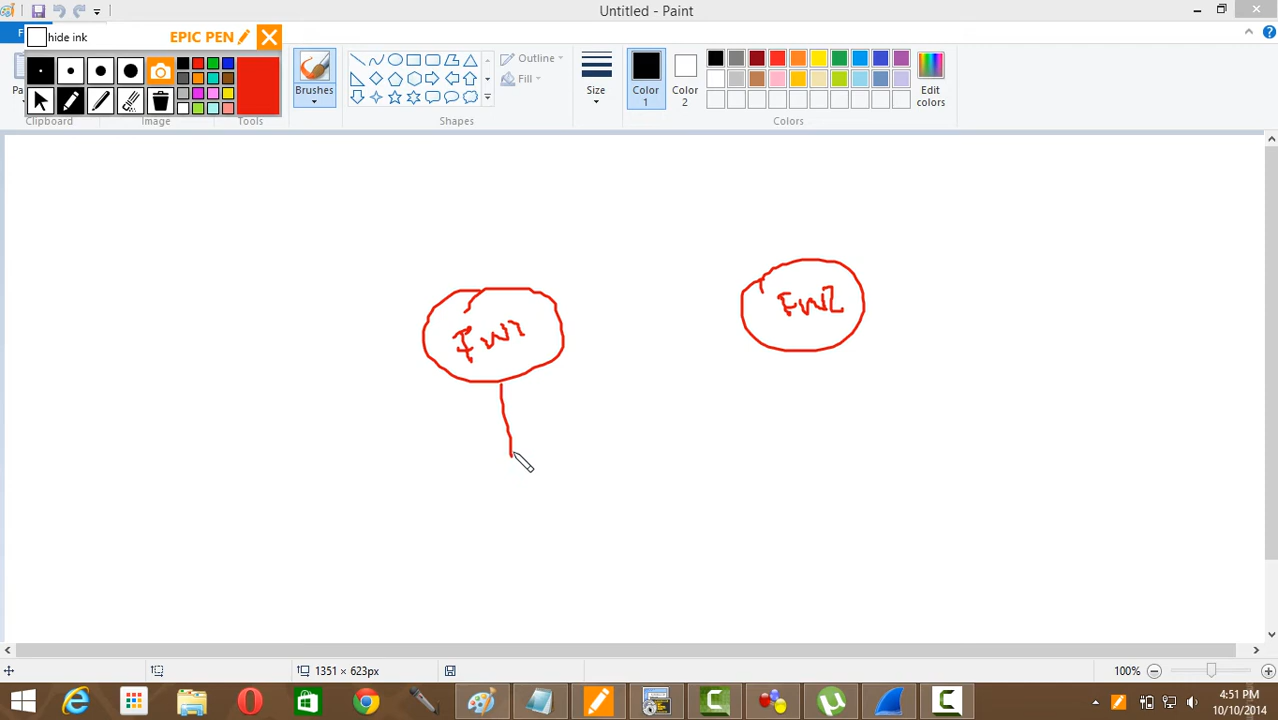 Untitled - Paint
hide ink
EPIC PEN
Brushes
Outline
Fill
Size
Color 1
Color 2
Edit colors
Clipboard
Image
Tools
Shapes
Colors
FW1
FW2
1351 × 623px
100%
4:51 PM
10/10/2014